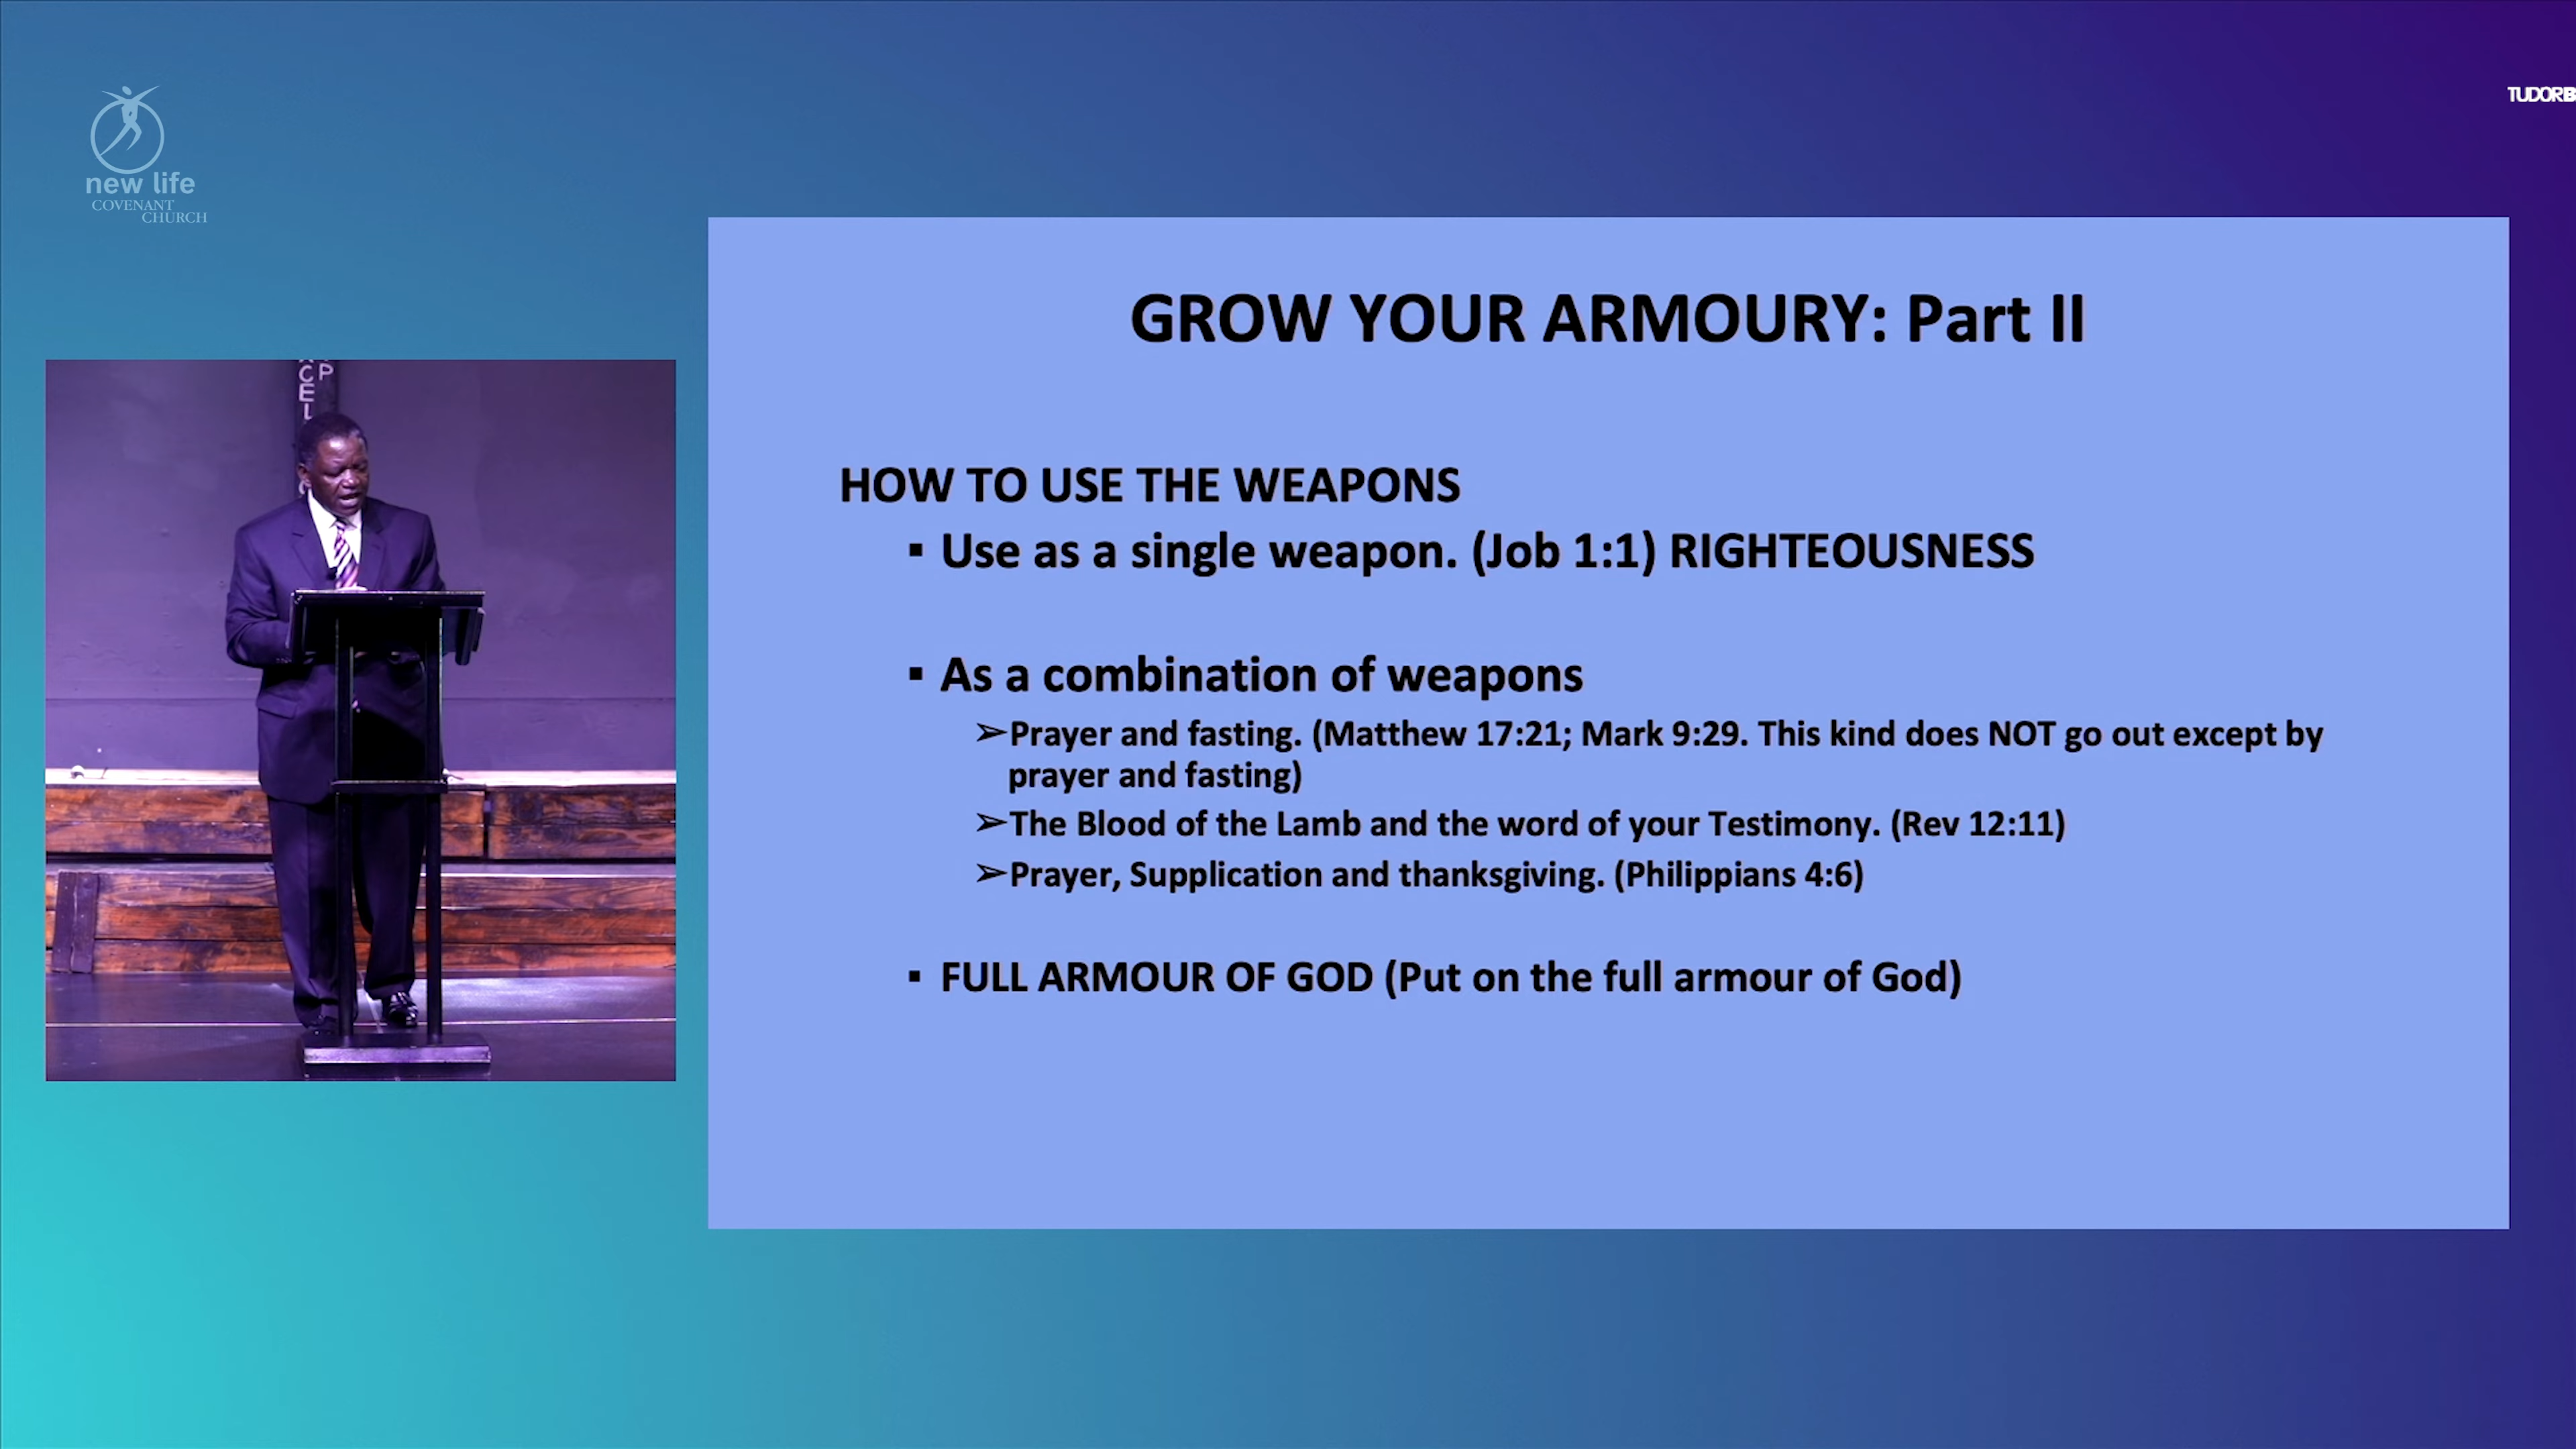 new life
COVENANT
CHURCH
TUDORB
GROW YOUR ARMOURY: Part II
HOW TO USE THE WEAPONS
▪ Use as a single weapon. (Job 1:1) RIGHTEOUSNESS
▪ As a combination of weapons
➢Prayer and fasting. (Matthew 17:21; Mark 9:29. This kind does NOT go out except by
prayer and fasting)
➢The Blood of the Lamb and the word of your Testimony. (Rev 12:11)
➢Prayer, Supplication and thanksgiving. (Philippians 4:6)
▪ FULL ARMOUR OF GOD (Put on the full armour of God)